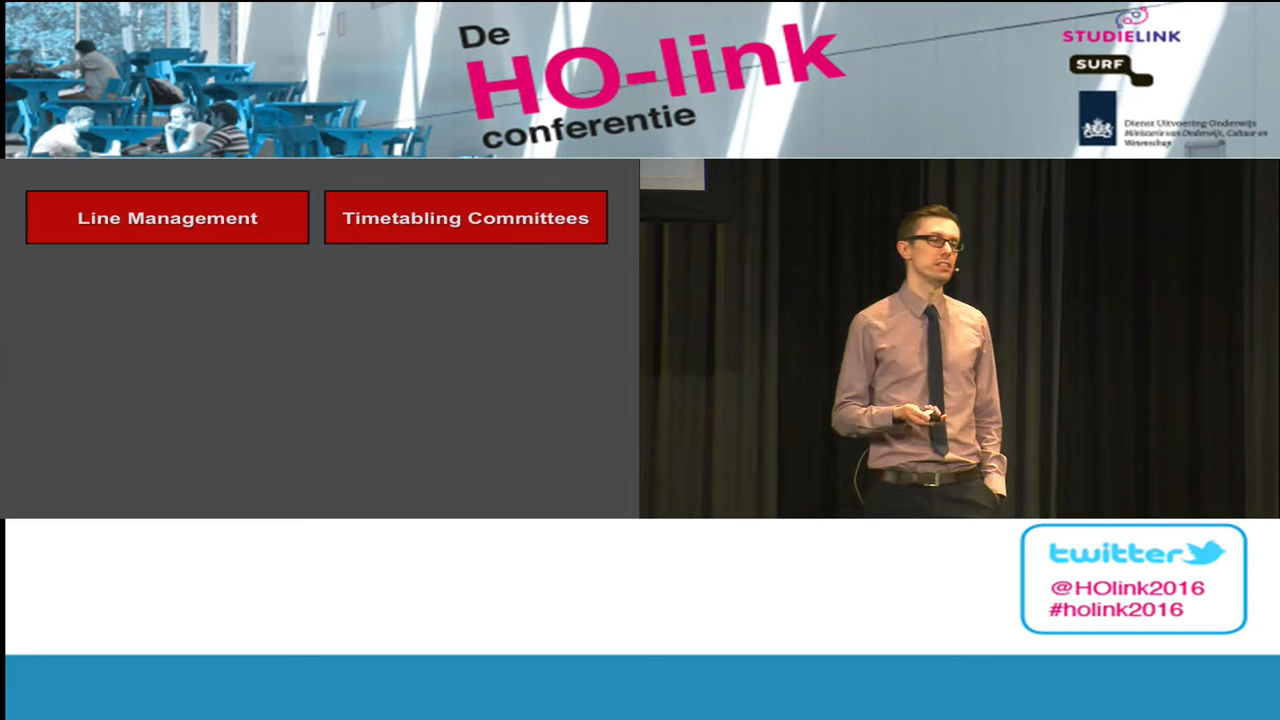 De
HO-link
conferentie
STUDIELINK
SURF
Dienst Uitvoering Onderwijs
Ministerie van Onderwijs, Cultuur en
Wetenschap
Line Management
Timetabling Committees
twitter
@HOlink2016
#holink2016